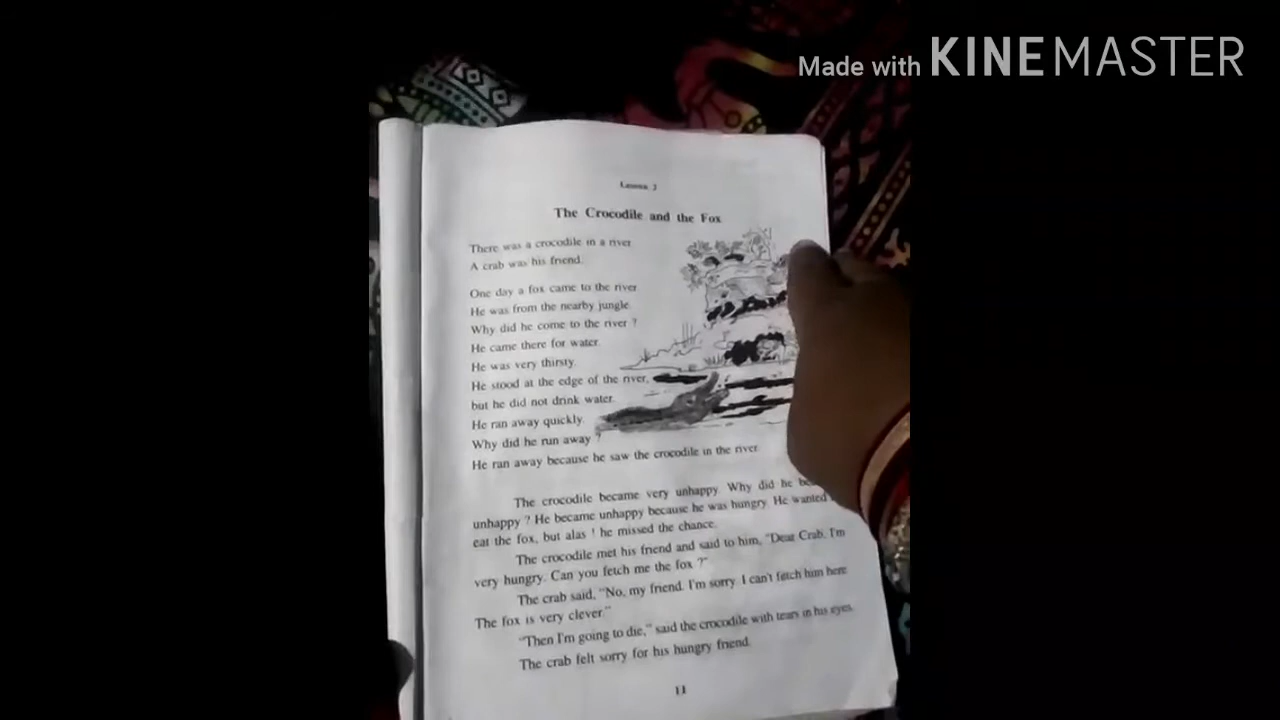 Made with KINEMASTER
Lesson 2
The Crocodile and the Fox
There was a crocodile in a river
A crab was his friend.
One day a fox came to the river
He was from the nearby jungle.
Why did he come to the river ?
He came there for water.
He was very thirsty.
He stood at the edge of the river,
but he did not drink water.
He ran away quickly.
Why did he run away ?
He ran away because he saw the crocodile in the river.
The crocodile became very unhappy. Why did he
unhappy ? He became unhappy because he was hungry. He wanted
eat the fox, but alas ! he missed the chance.
The crocodile met his friend and said to him, "Dear Crab, I'm
very hungry. Can you fetch me the fox ?"
The crab said, "No, my friend. I'm sorry. I can't fetch him here.
The fox is very clever."
"Then I'm going to die," said the crocodile with tears in his eyes.
The crab felt sorry for his hungry friend.
11